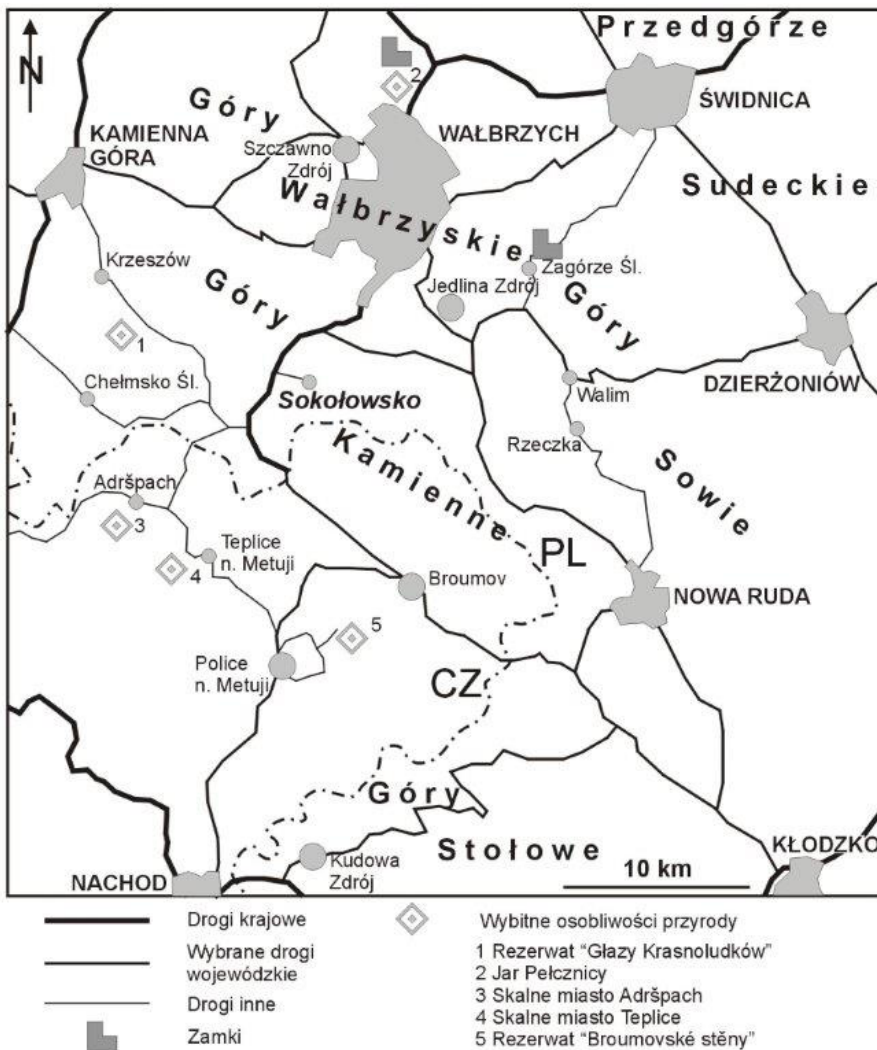 N
Przedgórze
Góry
2
ŚWIDNICA
KAMIENNA
GÓRA
Szczawno
Zdrój
WAŁBRZYCH
Sudeckie
Wałbrzyskie
Krzeszów
Zagórze Śl.
Jedlina Zdrój
Góry
Góry
1
Chełmsko Śl.
DZIERŻONIÓW
Walim
Sokołowsko
Rzeczka
Kamienne
Sowie
Adršpach
3
Teplice
n. Metuji
4
PL
Broumov
NOWA RUDA
5
Police
n. Metuji
CZ
Góry
Stołowe
KŁODZKO
Kudowa
Zdrój
10 km
NACHOD
Drogi krajowe
Wybrane drogi
wojewódzkie
Drogi inne
Zamki
Wybitne osobliwości przyrody
1 Rezerwat "Głazy Krasnoludków"
2 Jar Pełcznicy
3 Skalne miasto Adršpach
4 Skalne miasto Teplice
5 Rezerwat "Broumovské stěny"